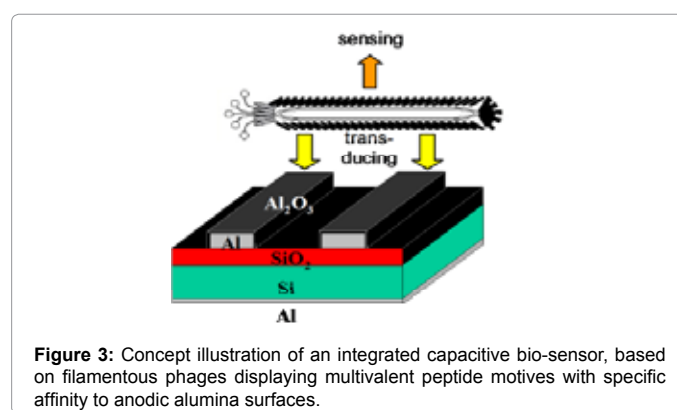 sensing
trans-
ducing
Al₂O₃
Al
SiO₂
Si
Al
Figure 3: Concept illustration of an integrated capacitive bio-sensor, based
on filamentous phages displaying multivalent peptide motives with specific
affinity to anodic alumina surfaces.